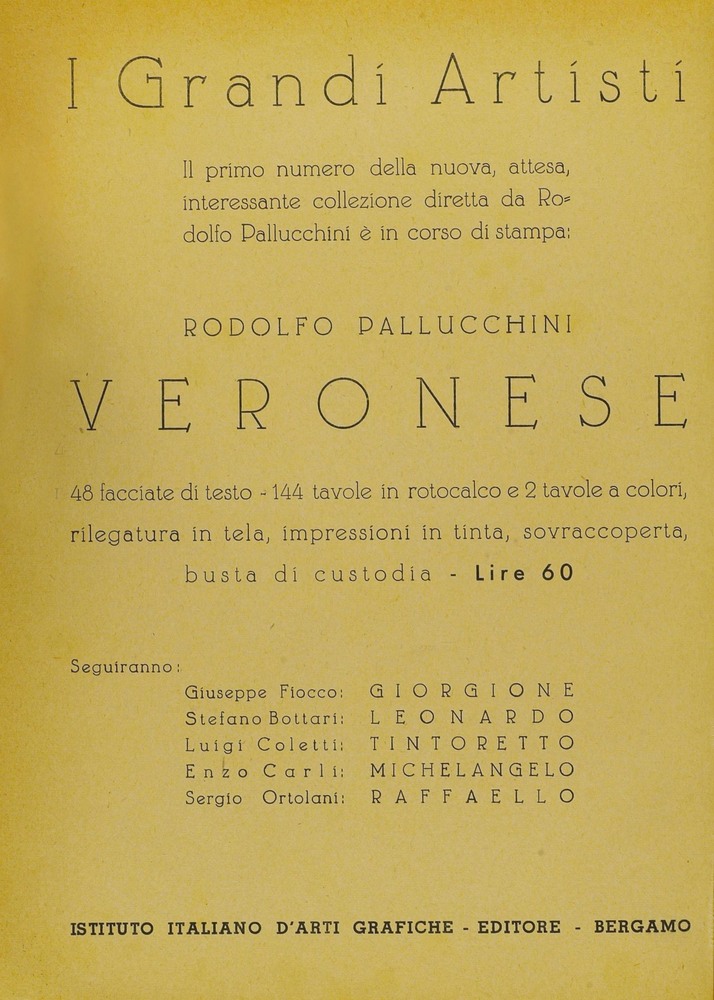 I Grandi Artisti
Il primo numero della nuova, attesa,
interessante collezione diretta da Ro=
dolfo Pallucchini è in corso di stampa:
RODOLFO PALLUCCHINI
VERONESE
48 facciate di testo - 144 tavole in rotocalco e 2 tavole a colori,
rilegatura in tela, impressioni in tinta, sovraccoperta,
busta di custodia - Lire 60
Seguiranno:
Giuseppe Fiocco: GIORGIONE
Stefano Bottari: LEONARDO
Luigi Coletti: TINTORETTO
Enzo Carli: MICHELANGELO
Sergio Ortolani: RAFFAELLO
ISTITUTO ITALIANO D'ARTI GRAFICHE - EDITORE - BERGAMO